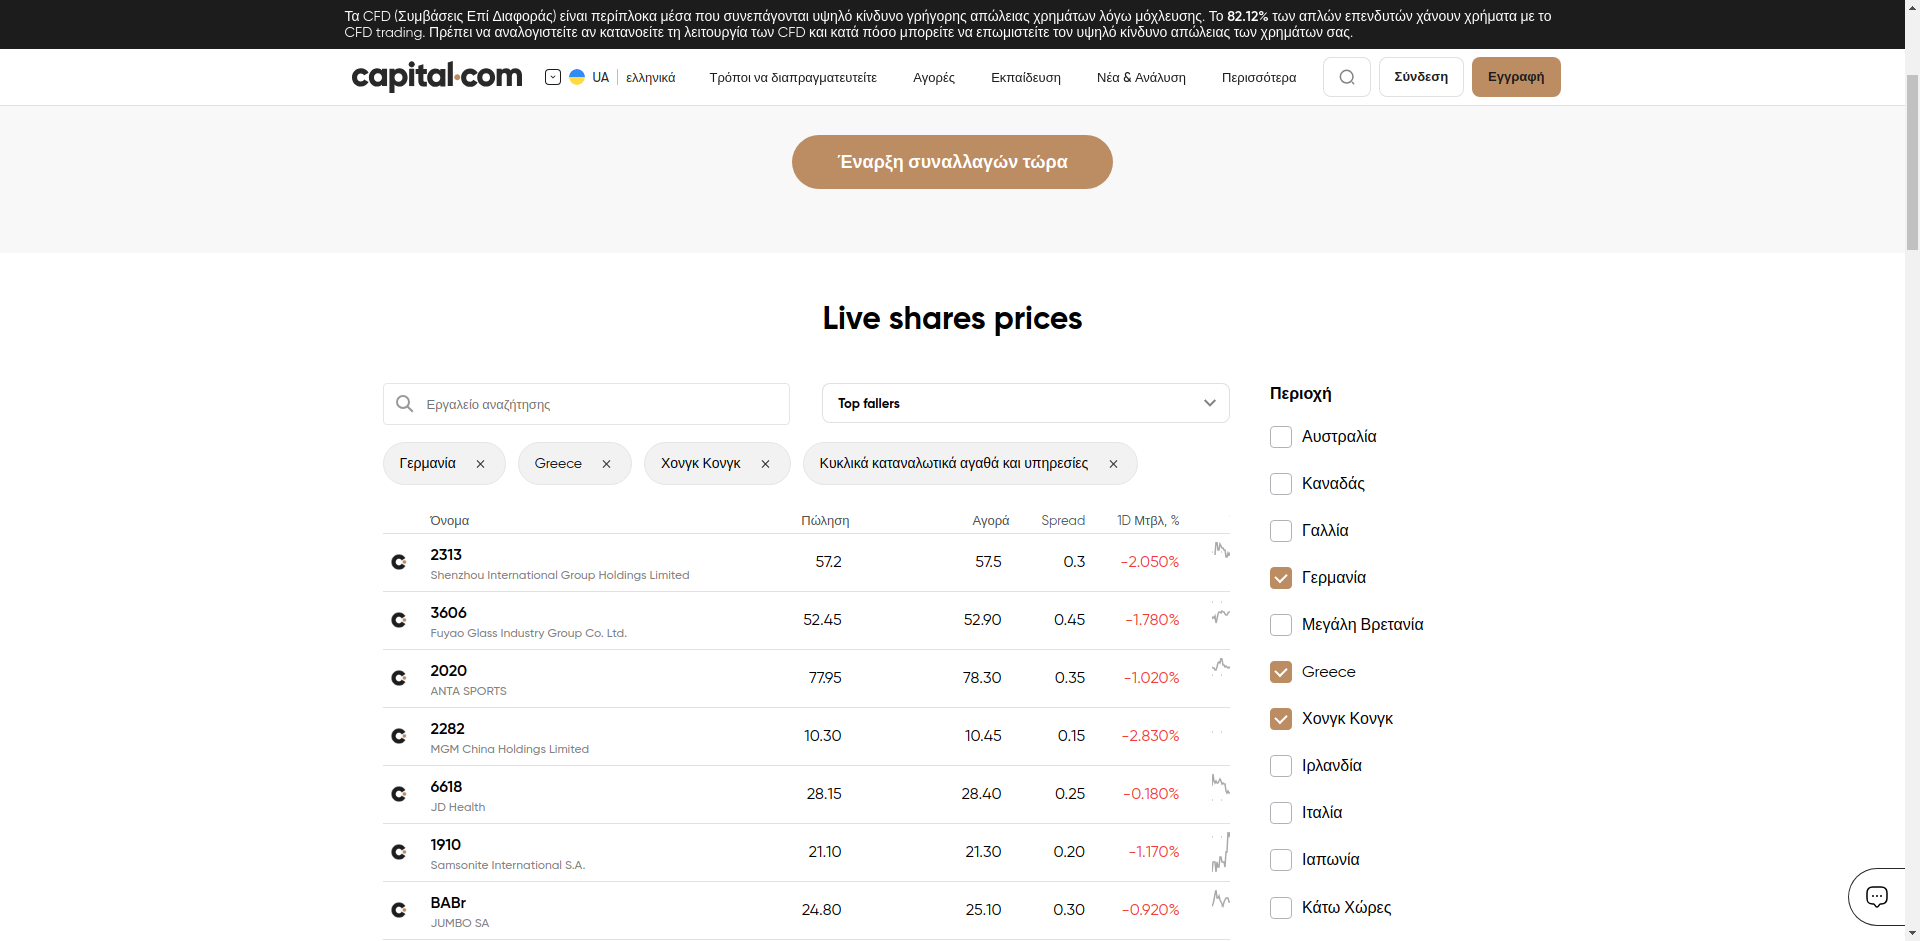 Τα CFD (Συμβάσεις Επί Διαφοράς) είναι περίπλοκα μέσα που συνεπάγονται υψηλό κίνδυνο γρήγορης απώλειας χρημάτων λόγω μόχλευσης. Το 82.12% των απλών επενδυτών χάνουν χρήματα με το
CFD trading. Πρέπει να αναλογιστείτε αν κατανοείτε τη λειτουργία των CFD και κατά πόσο μπορείτε να επωμιστείτε τον υψηλό κίνδυνο απώλειας των χρημάτων σας.
capital.com UA ελληνικά Τρόποι να διαπραγματευτείτε Αγορές Εκπαίδευση Νέα & Ανάλυση Περισσότερα Σύνδεση Εγγραφή
Έναρξη συναλλαγών τώρα
Live shares prices
Εργαλείο αναζήτησης Top fallers
Γερμανία Greece Χονγκ Κονγκ Κυκλικά καταναλωτικά αγαθά και υπηρεσίες
Όνομα Πώληση Αγορά Spread 1D Μτβλ, %
2313 57.2 57.5 0.3 -2.050%
Shenzhou International Group Holdings Limited
3606 52.45 52.90 0.45 -1.780%
Fuyao Glass Industry Group Co. Ltd.
2020 77.95 78.30 0.35 -1.020%
ANTA SPORTS
2282 10.30 10.45 0.15 -2.830%
MGM China Holdings Limited
6618 28.15 28.40 0.25 -0.180%
JD Health
1910 21.10 21.30 0.20 -1.170%
Samsonite International S.A.
BABr 24.80 25.10 0.30 -0.920%
JUMBO SA
Περιοχή
Αυστραλία
Καναδάς
Γαλλία
Γερμανία
Μεγάλη Βρετανία
Greece
Χονγκ Κονγκ
Ιρλανδία
Ιταλία
Ιαπωνία
Κάτω Χώρες